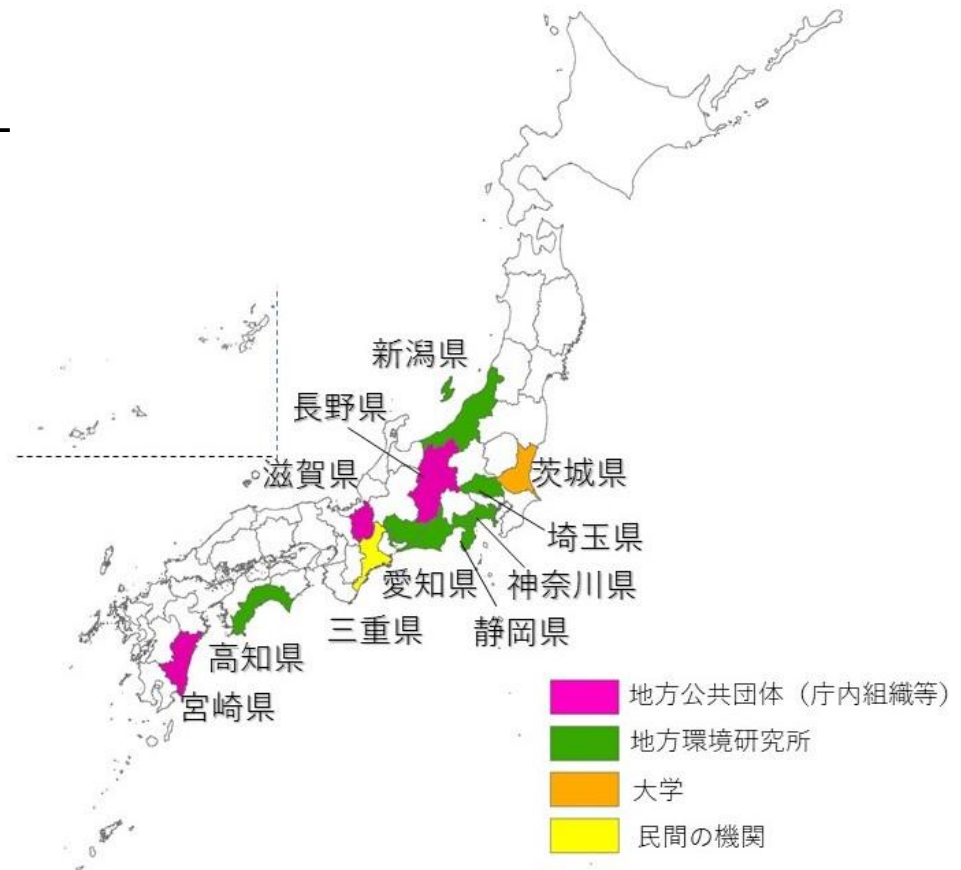 新潟県
長野県
滋賀県
茨城県
埼玉県
愛知県
神奈川県
三重県
静岡県
高知県
宮崎県
地方公共団体（庁内組織等）
地方環境研究所
大学
民間の機関